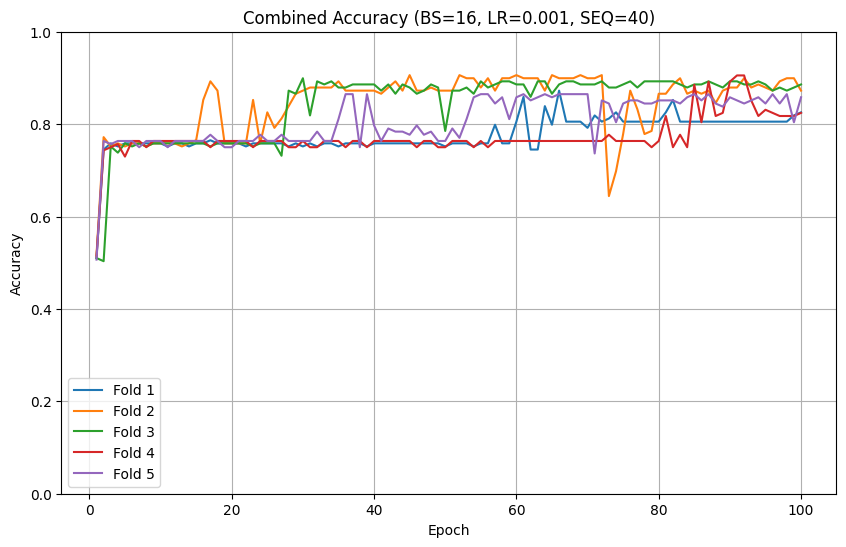 Combined Accuracy (BS=16, LR=0.001, SEQ=40)
1.0
0.8
0.6
0.4
0.2
0.0
Accuracy
Fold 1
Fold 2
Fold 3
Fold 4
Fold 5
0 20 40 60 80 100
Epoch